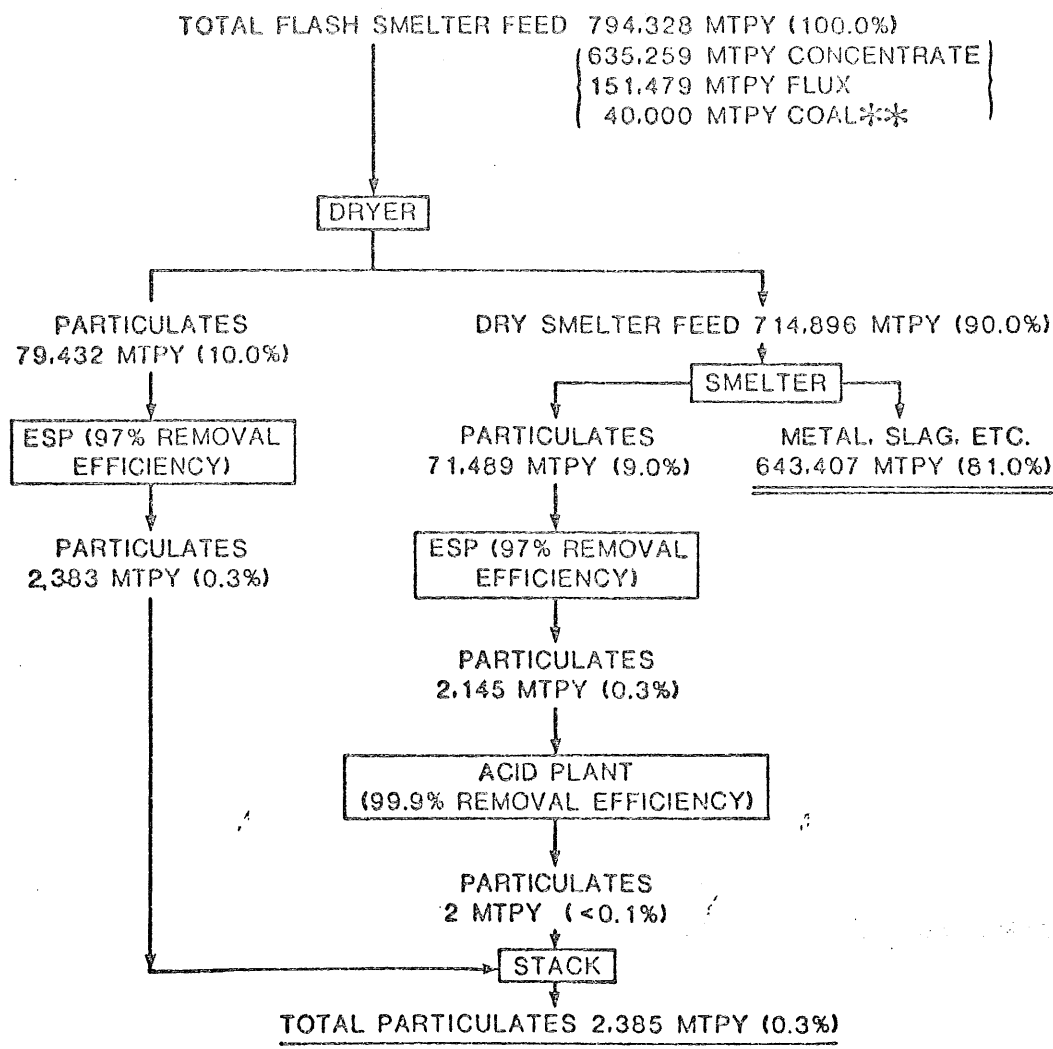 TOTAL FLASH SMELTER FEED 794.328 MTPY (100.0%)
635.259 MTPY CONCENTRATE
151.479 MTPY FLUX
40.000 MTPY COAL**
DRYER
PARTICULATES
79.432 MTPY (10.0%)
ESP (97% REMOVAL
EFFICIENCY)
PARTICULATES
2,383 MTPY (0.3%)
DRY SMELTER FEED 714.896 MTPY (90.0%)
SMELTER
PARTICULATES
71.489 MTPY (9.0%)
METAL, SLAG, ETC.
643.407 MTPY (81.0%)
ESP (97% REMOVAL
EFFICIENCY)
PARTICULATES
2.145 MTPY (0.3%)
ACID PLANT
(99.9% REMOVAL EFFICIENCY)
PARTICULATES
2 MTPY (<0.1%)
STACK
TOTAL PARTICULATES 2.385 MTPY (0.3%)